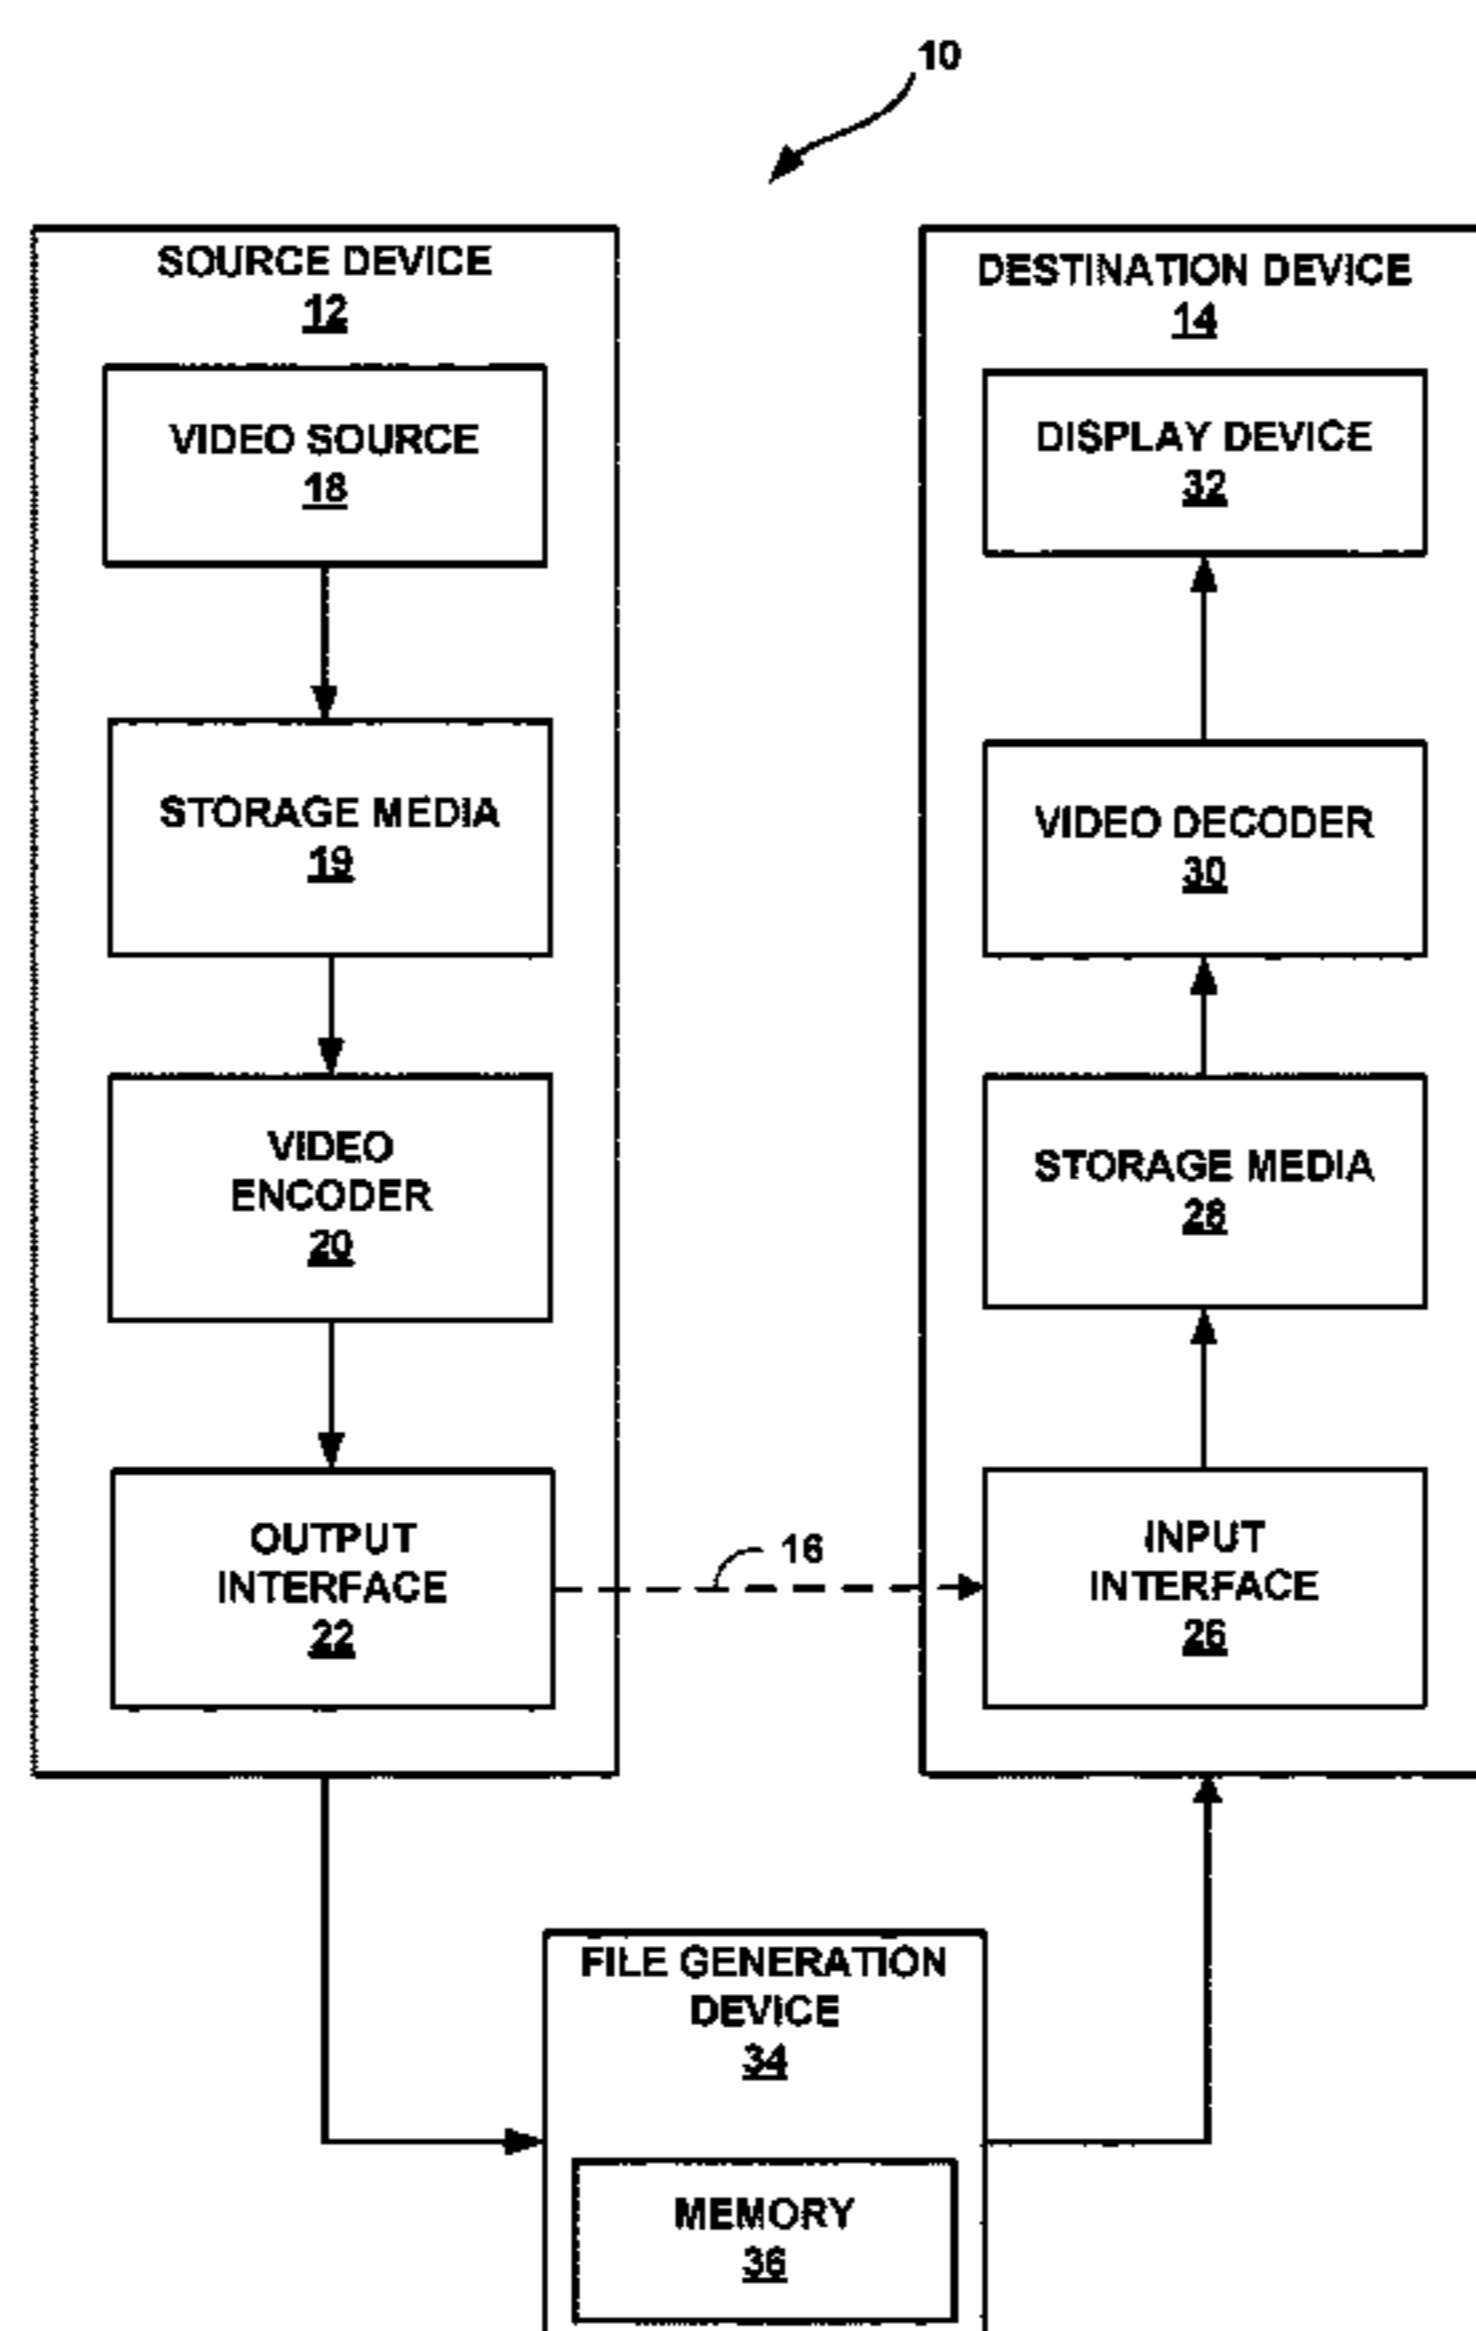 10
SOURCE DEVICE
12
VIDEO SOURCE
18
STORAGE MEDIA
19
VIDEO
ENCODER
20
OUTPUT
INTERFACE
22
16
DESTINATION DEVICE
14
DISPLAY DEVICE
32
VIDEO DECODER
30
STORAGE MEDIA
28
INPUT
INTERFACE
26
FILE GENERATION
DEVICE
34
MEMORY
36